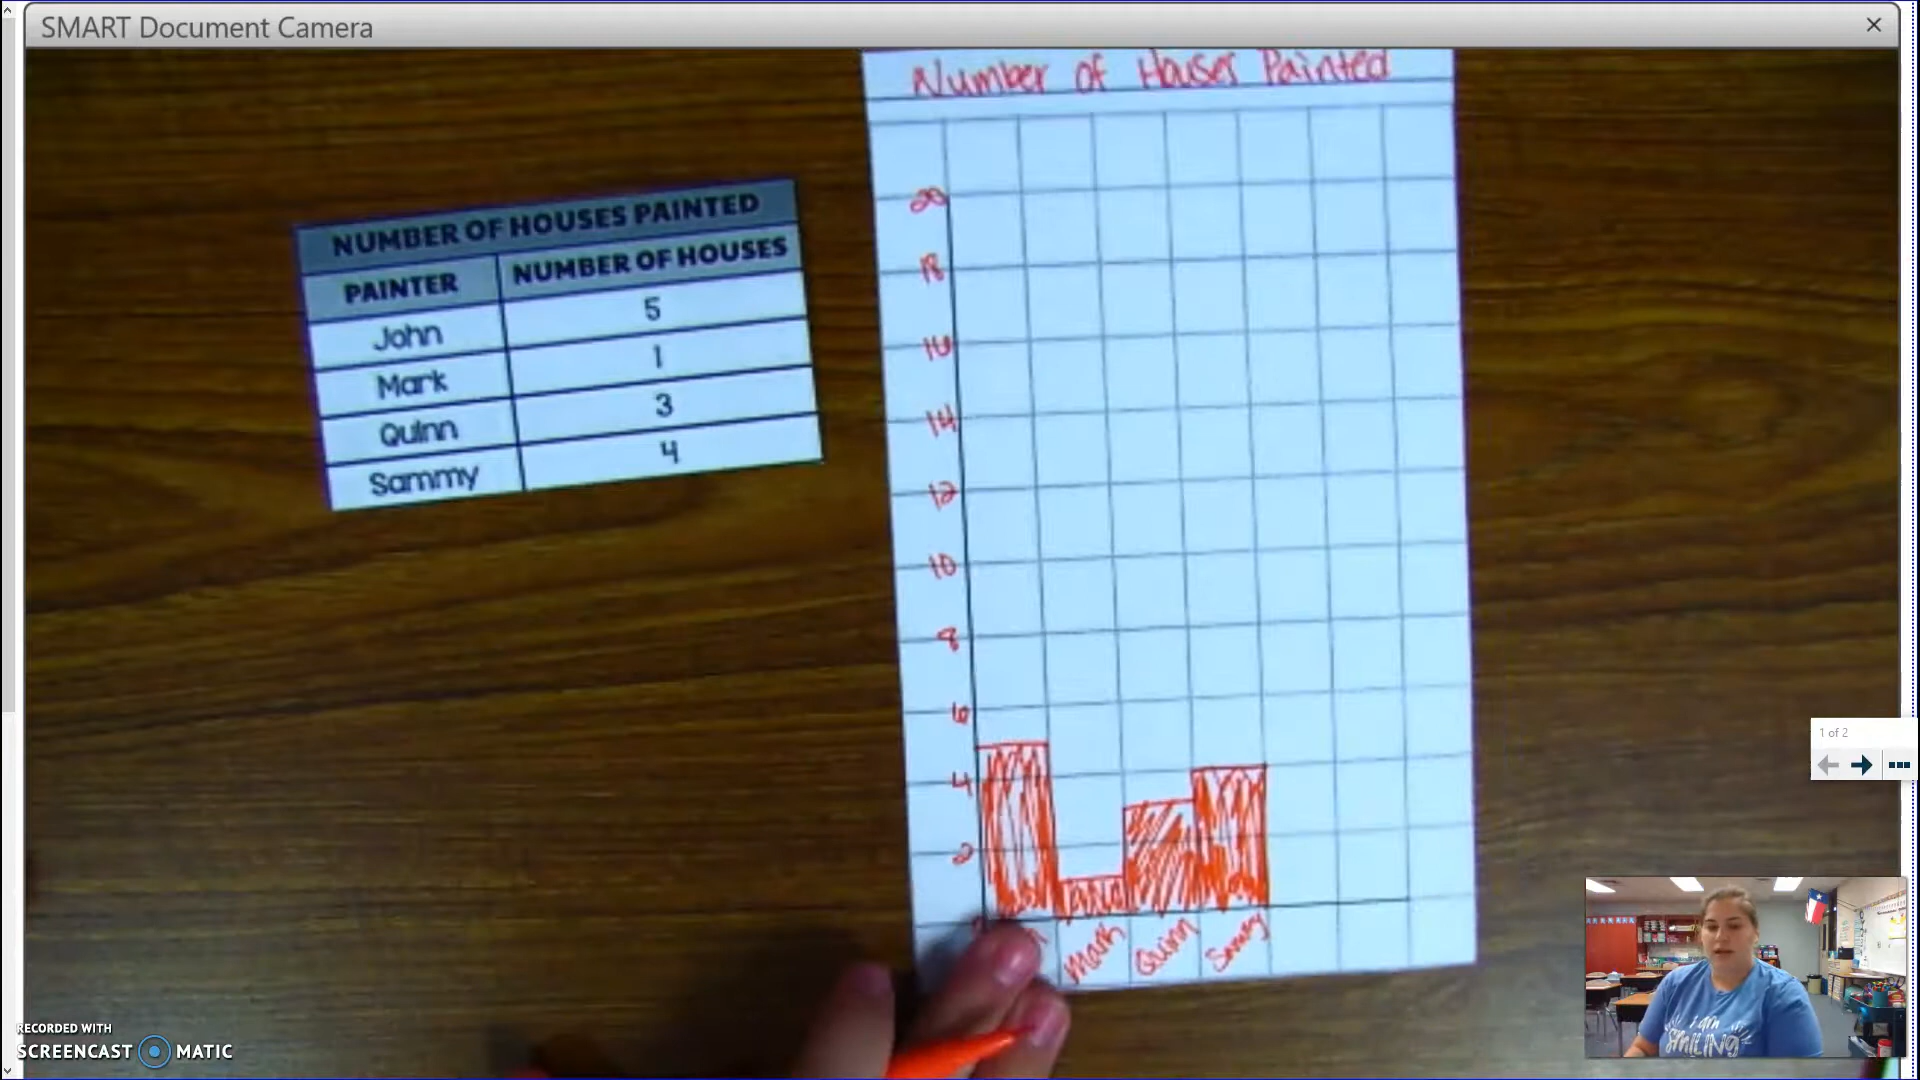 SMART Document Camera
Number of Houses Painted
NUMBER OF HOUSES PAINTED
PAINTER NUMBER OF HOUSES
John 5
Mark 1
Quinn 3
Sammy 4
20
18
16
14
12
10
8
6
4
2
Mark Quinn Sammy
1 of 2
i am
SMiLiNG
RECORDED WITH
SCREENCAST MATIC